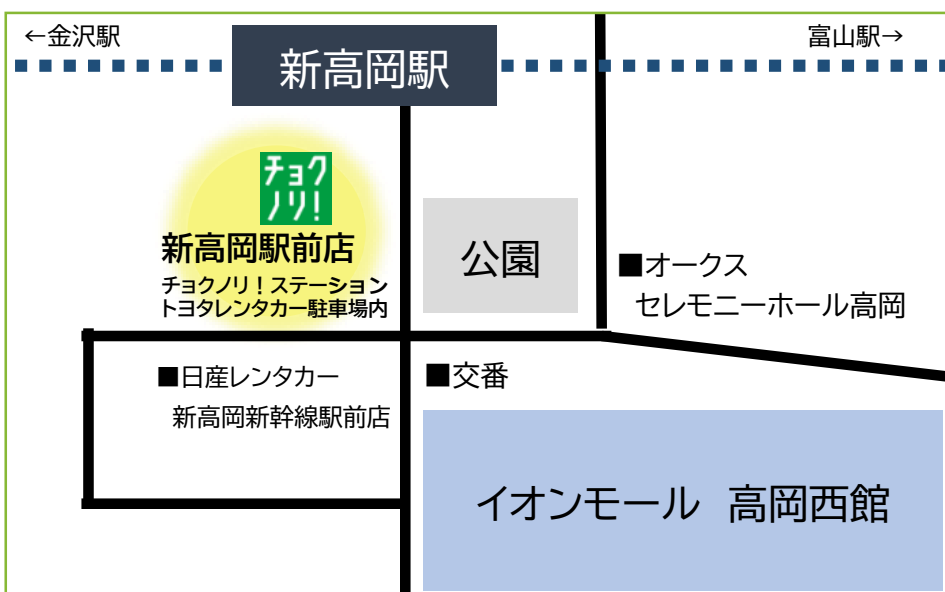 ←金沢駅
富山駅→
新高岡駅
チョク
ノリ!
新高岡駅前店
チョクノリ!ステーション
トヨタレンタカー駐車場内
公園
■オークス
セレモニーホール高岡
■日産レンタカー
新高岡新幹線駅前店
■交番
イオンモール 高岡西館